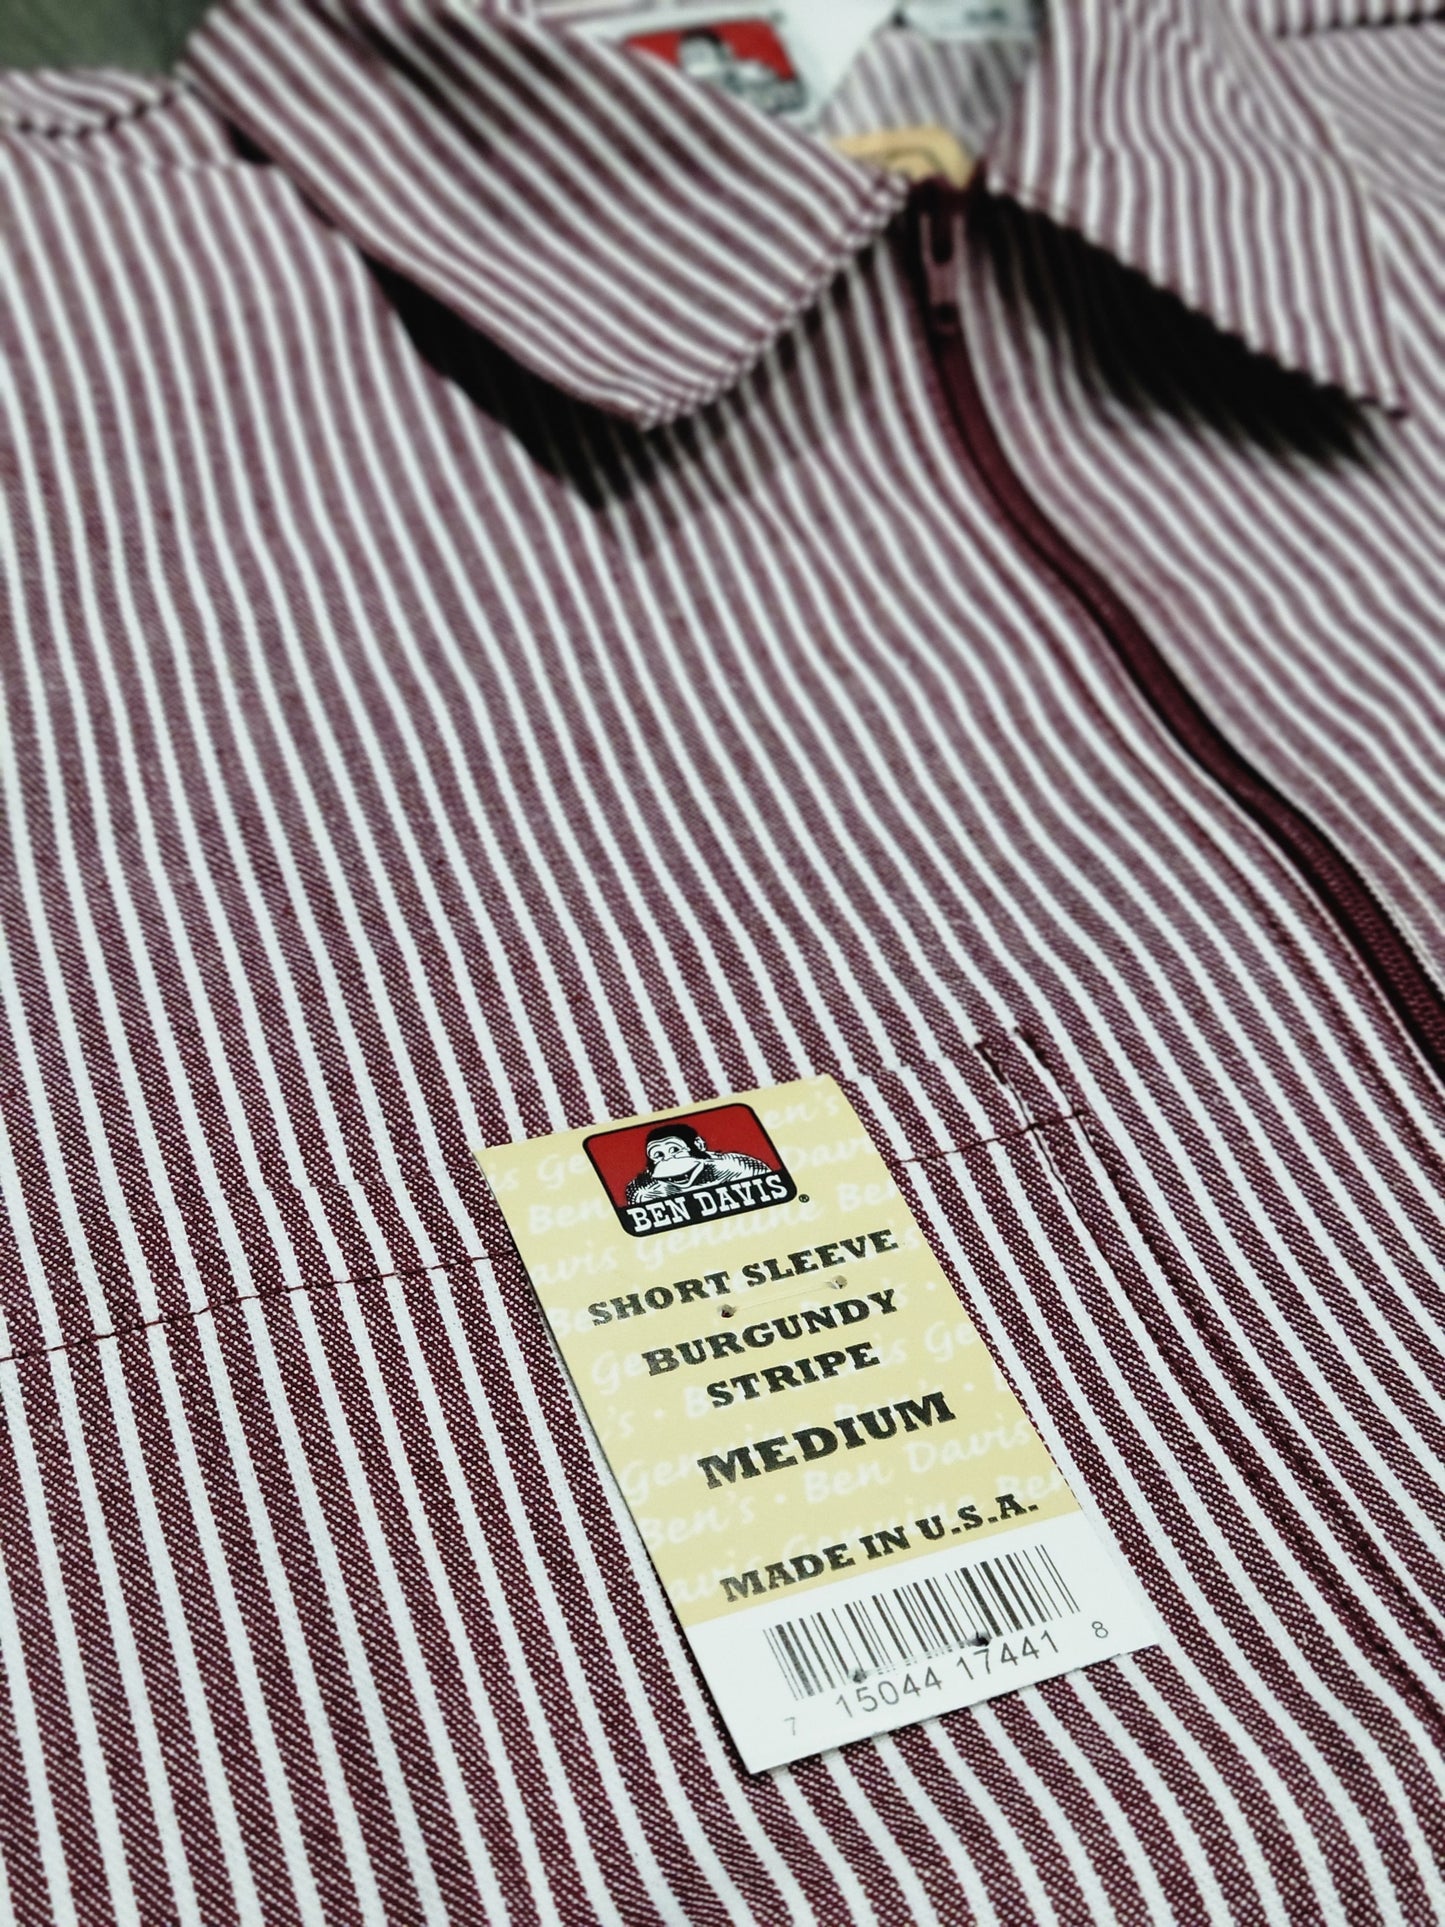 BEN DAVIS®
SHORT SLEEVE
BURGUNDY
STRIPE
MEDIUM
MADE IN U.S.A.
7 15044 17441 8